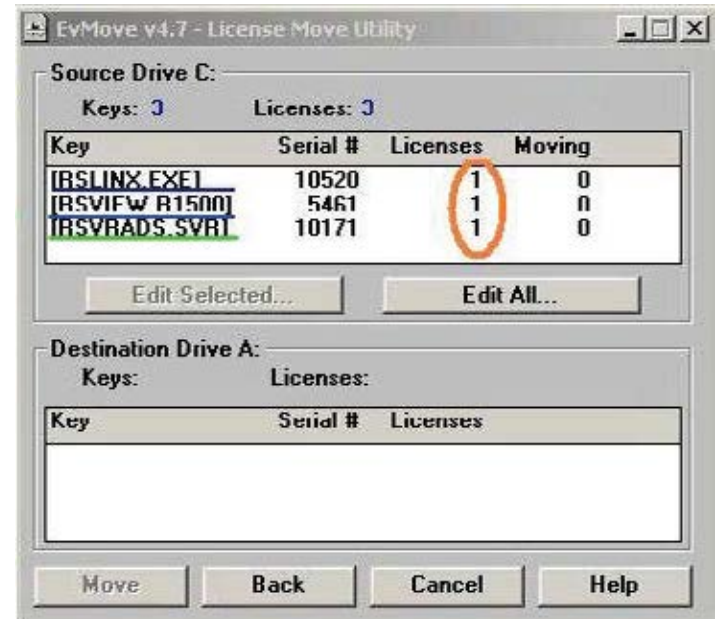 EvMove v4.7 - License Move Utility
Source Drive C:
Keys: 3 Licenses: 3
Key Serial # Licenses Moving
[RSLINX.EXE] 10520 1 0
[RSVIEW.R1500] 5461 1 0
[RSVRADS.SVR] 10171 1 0
Edit Selected... Edit All...
Destination Drive A:
Keys: Licenses:
Key Serial # Licenses
Move Back Cancel Help